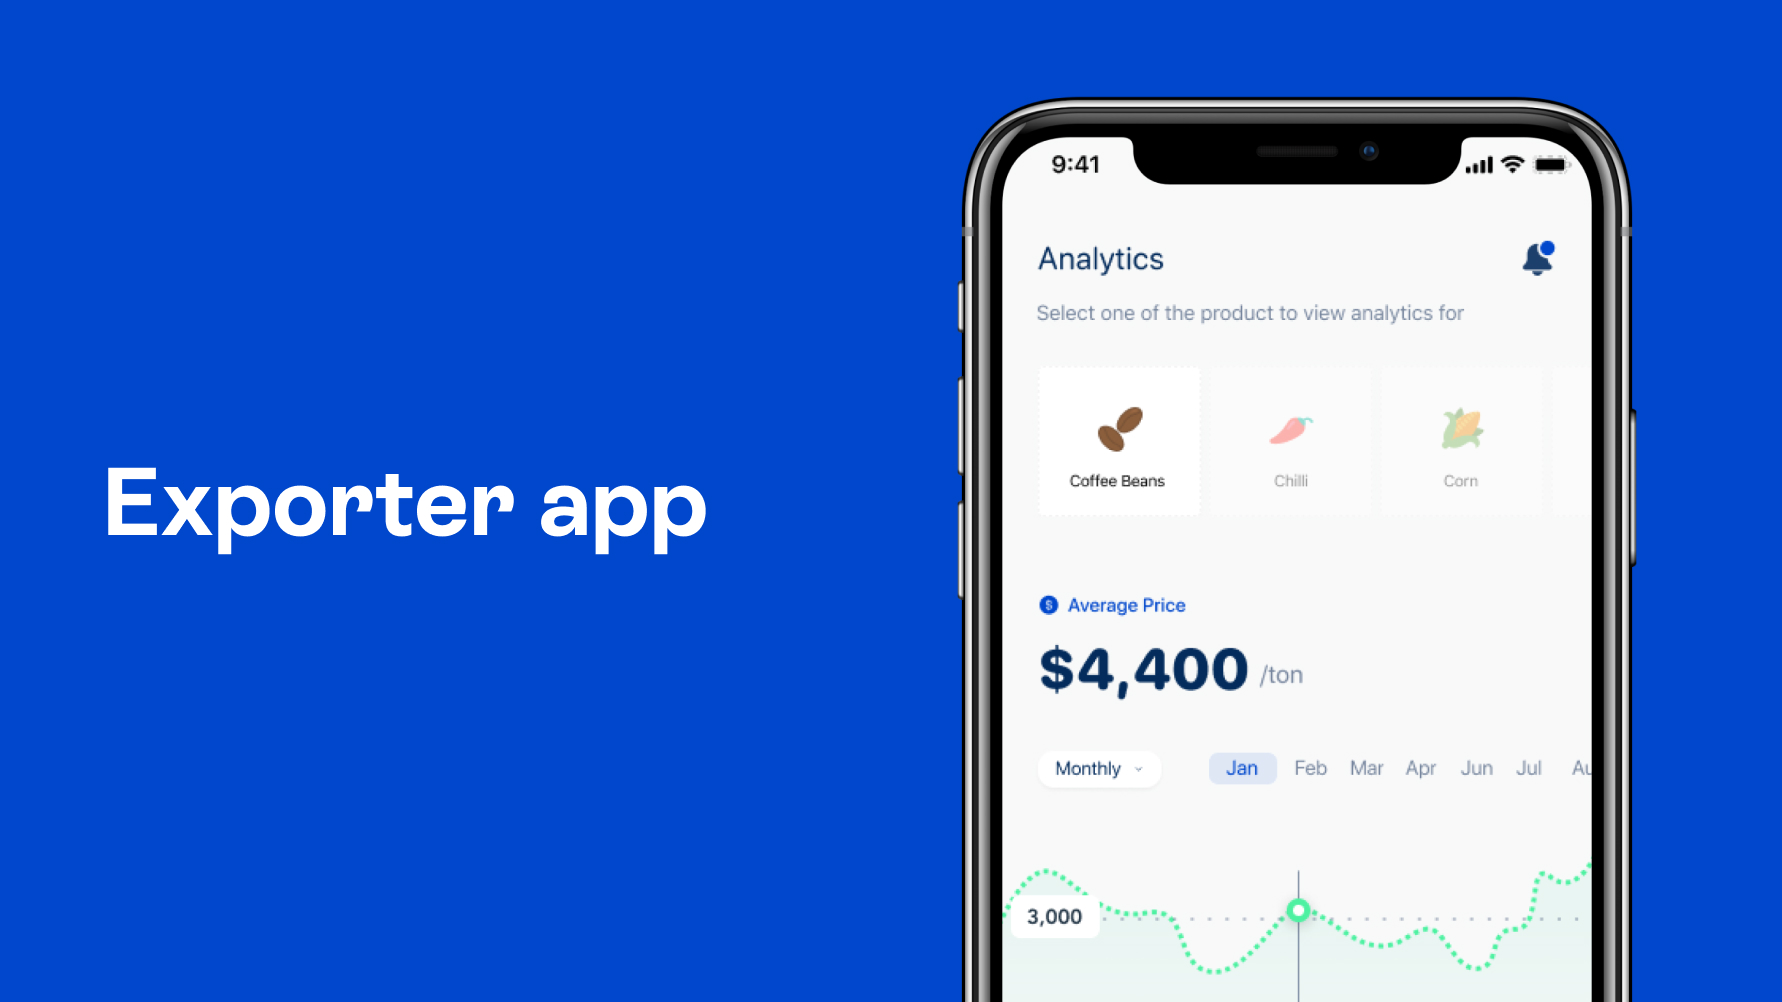 Exporter app
9:41
Analytics
Select one of the product to view analytics for
Coffee Beans
Chilli
Corn
$ Average Price
$4,400 /ton
Monthly Jan Feb Mar Apr Jun Jul Au
3,000